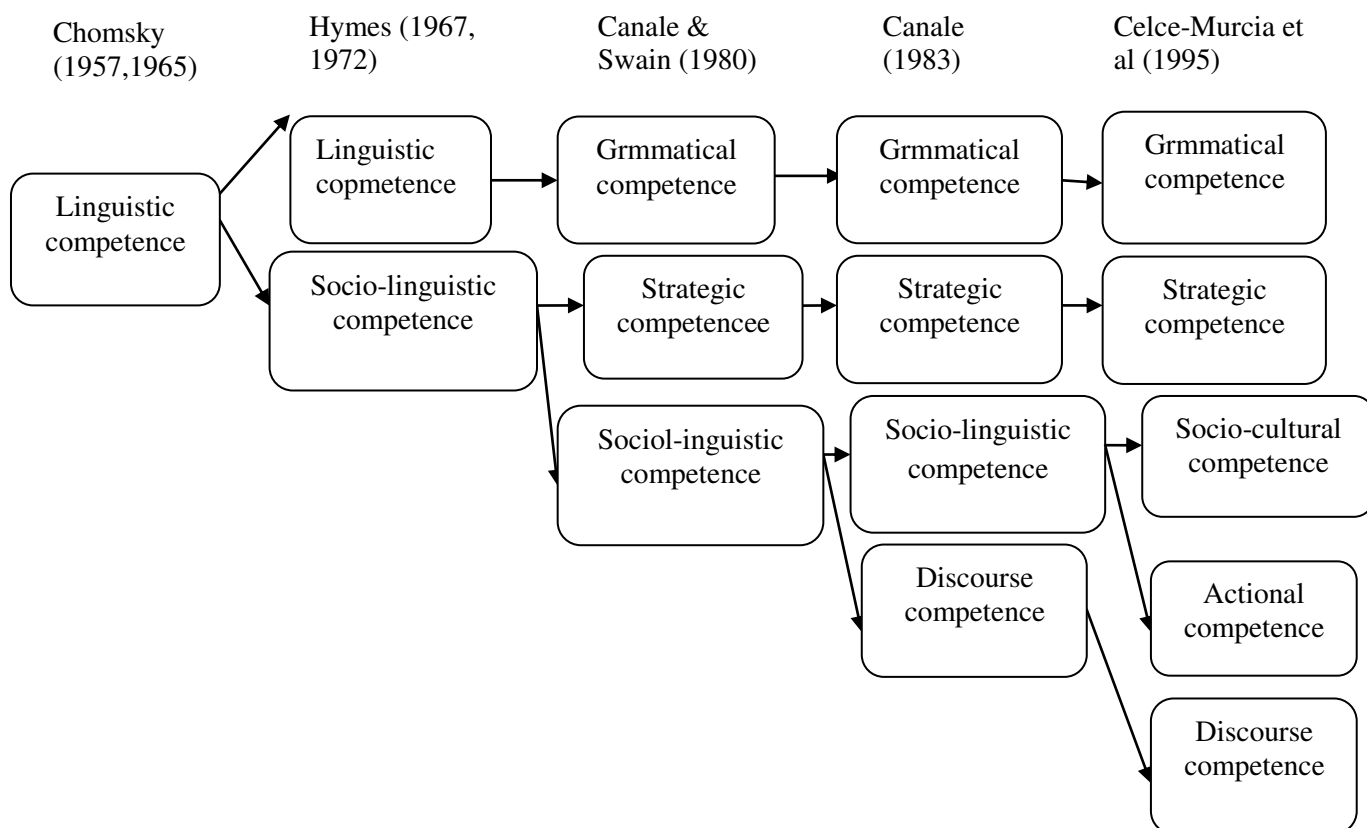 Chomsky
(1957,1965)
Hymes (1967,
1972)
Canale &
Swain (1980)
Canale
(1983)
Celce-Murcia et
al (1995)
Linguistic
competence
Linguistic
copmetence
Grmmatical
competence
Grmmatical
competence
Grmmatical
competence
Socio-linguistic
competence
Strategic
competencee
Strategic
competence
Strategic
competence
Sociol-inguistic
competence
Socio-linguistic
competence
Socio-cultural
competence
Discourse
competence
Actional
competence
Discourse
competence